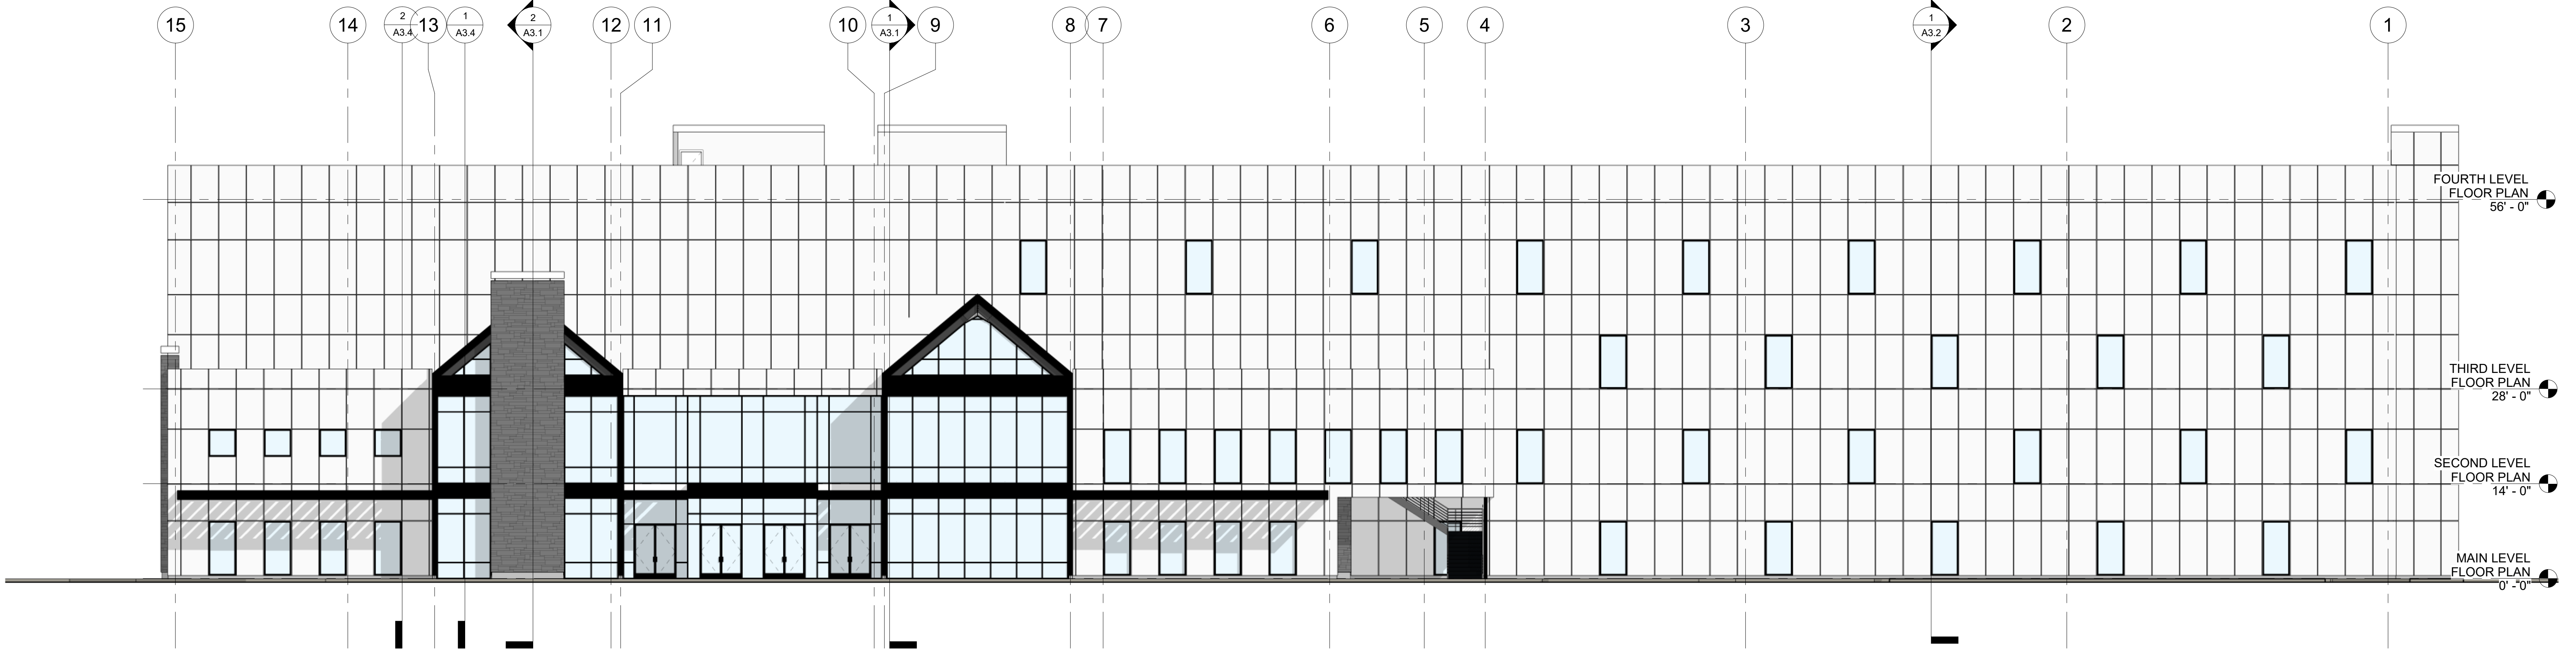 15
14
2
A3.4
13
1
A3.4
2
A3.1
12
11
10
1
A3.1
9
8
7
6
5
4
3
1
A3.2
2
1
FOURTH LEVEL
FLOOR PLAN
56' - 0"
THIRD LEVEL
FLOOR PLAN
28' - 0"
SECOND LEVEL
FLOOR PLAN
14' - 0"
MAIN LEVEL
FLOOR PLAN
0' - 0"